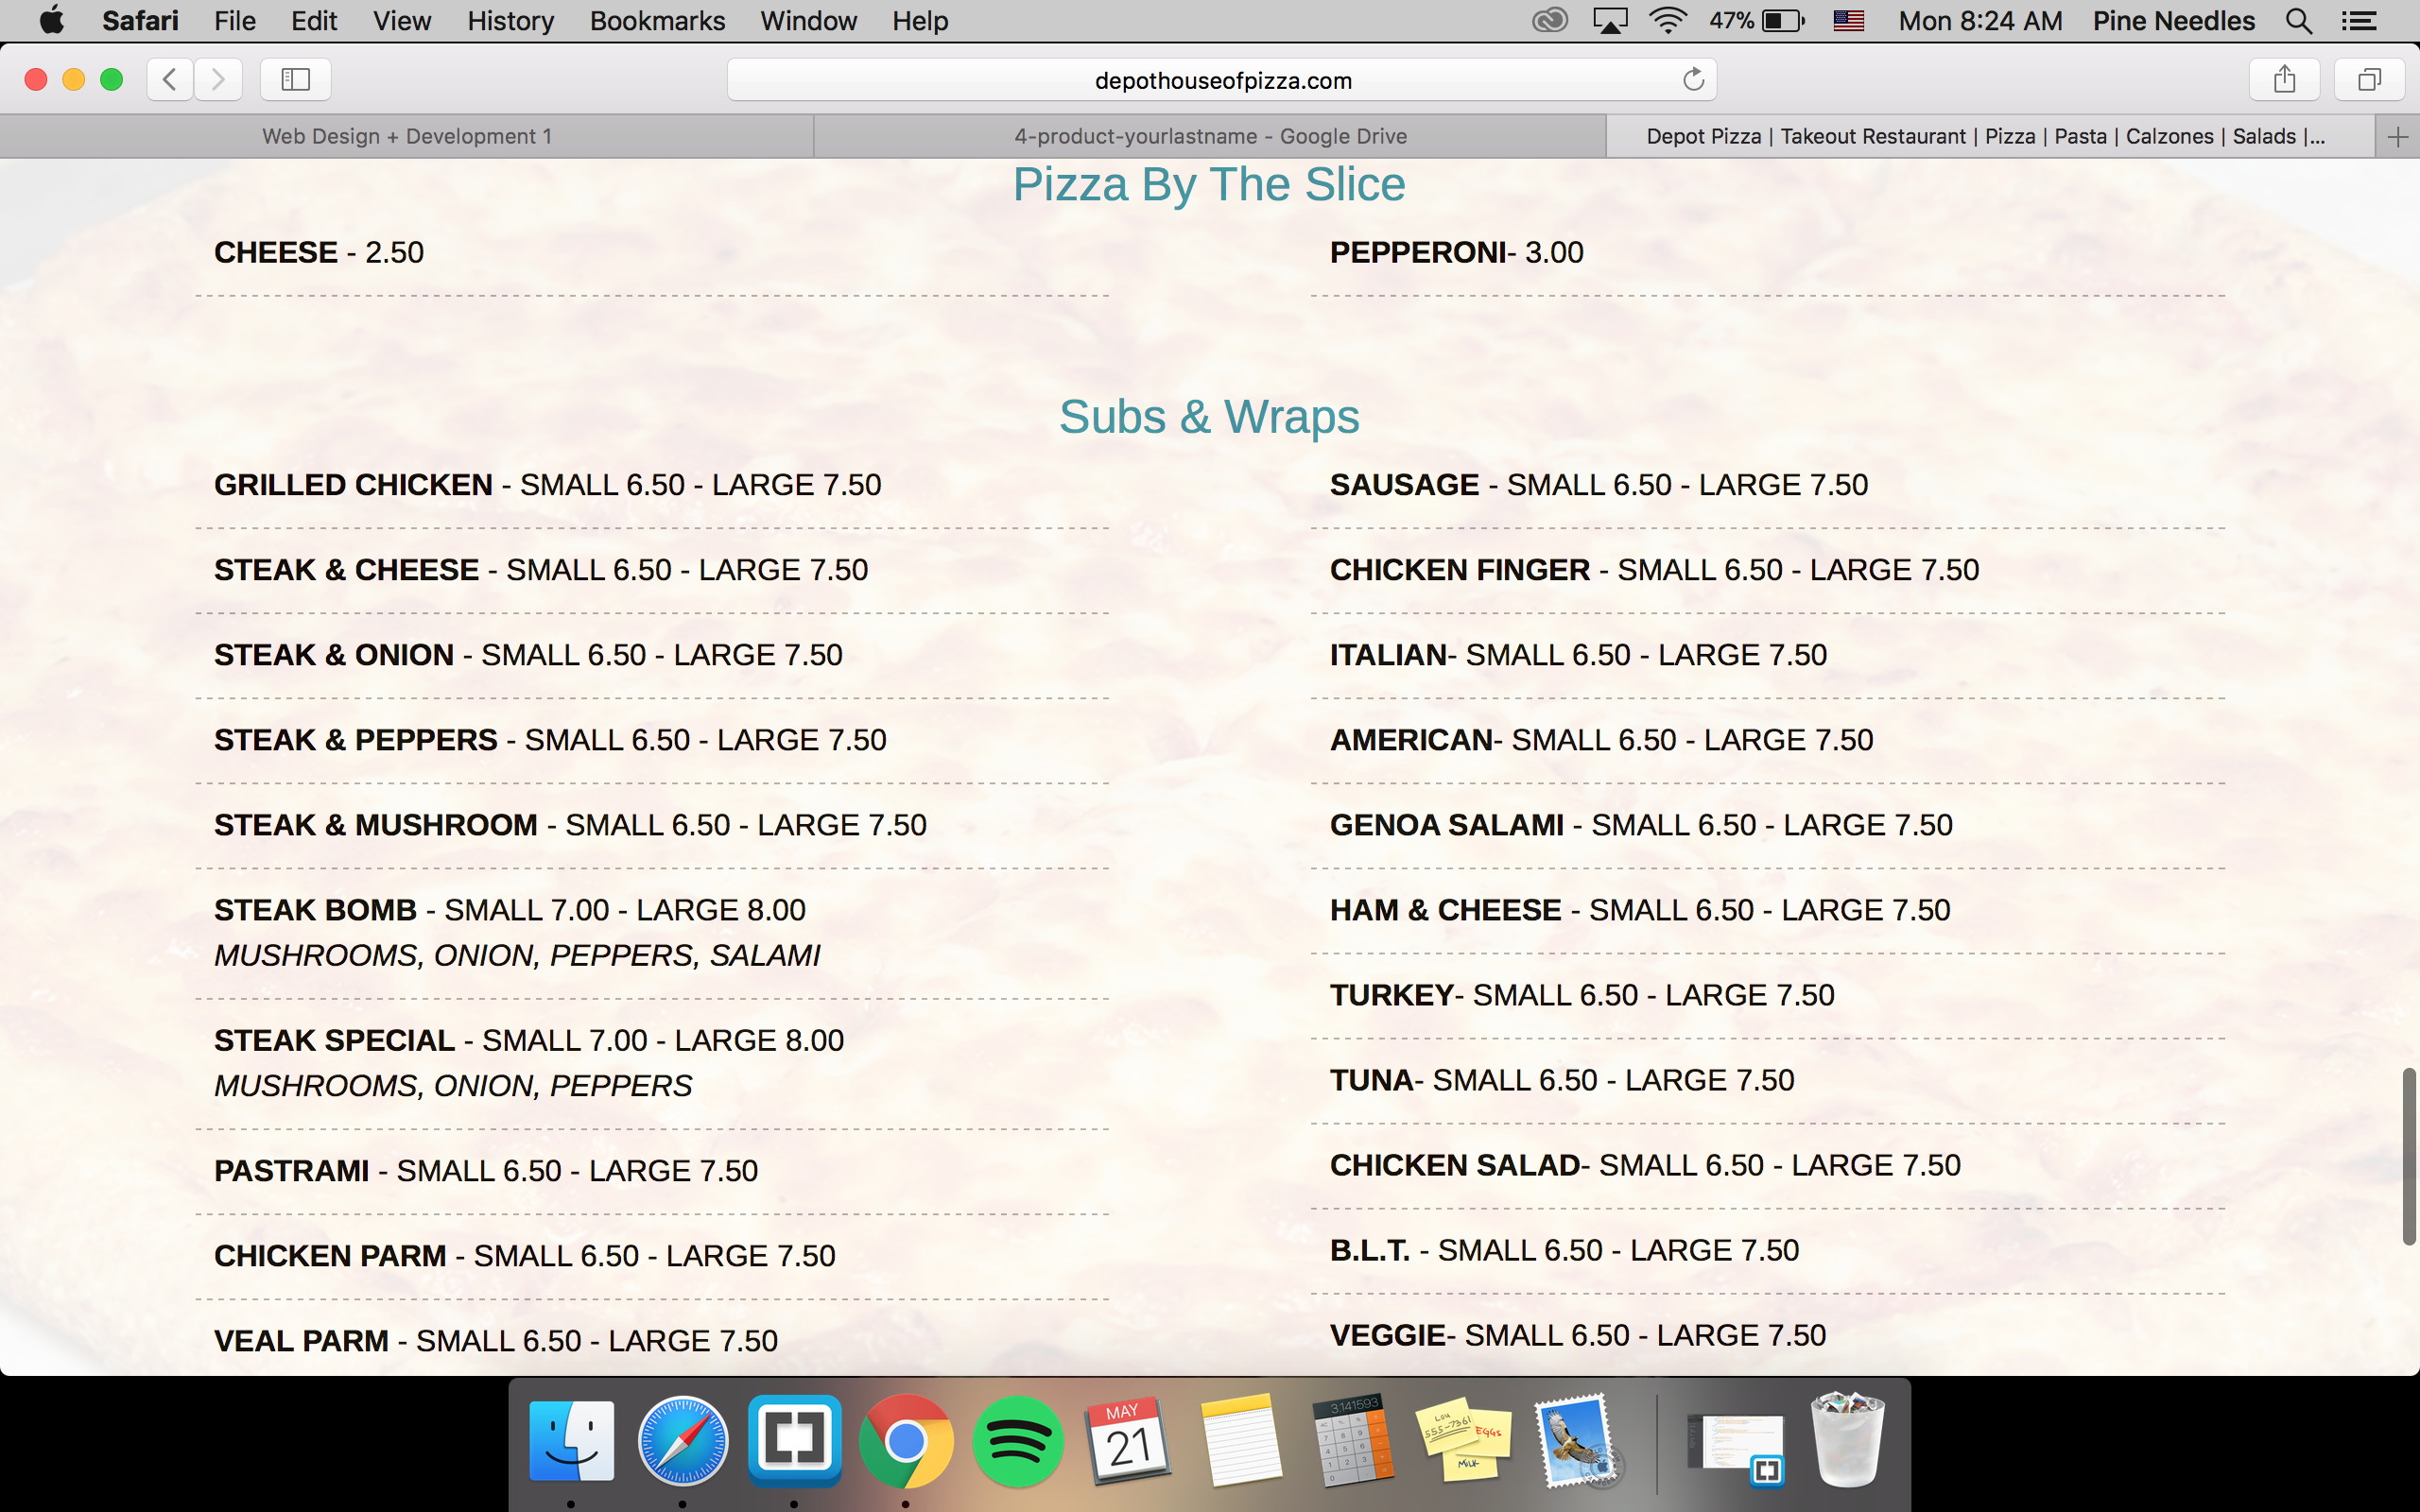 Safari File Edit View History Bookmarks Window Help 47% Mon 8:24 AM Pine Needles
depothouseofpizza.com
Web Design + Development 1
4-product-yourlastname - Google Drive
Depot Pizza | Takeout Restaurant | Pizza | Pasta | Calzones | Salads |...
Pizza By The Slice
CHEESE - 2.50
PEPPERONI- 3.00
Subs & Wraps
GRILLED CHICKEN - SMALL 6.50 - LARGE 7.50
STEAK & CHEESE - SMALL 6.50 - LARGE 7.50
STEAK & ONION - SMALL 6.50 - LARGE 7.50
STEAK & PEPPERS - SMALL 6.50 - LARGE 7.50
STEAK & MUSHROOM - SMALL 6.50 - LARGE 7.50
STEAK BOMB - SMALL 7.00 - LARGE 8.00
MUSHROOMS, ONION, PEPPERS, SALAMI
STEAK SPECIAL - SMALL 7.00 - LARGE 8.00
MUSHROOMS, ONION, PEPPERS
PASTRAMI - SMALL 6.50 - LARGE 7.50
CHICKEN PARM - SMALL 6.50 - LARGE 7.50
VEAL PARM - SMALL 6.50 - LARGE 7.50
SAUSAGE - SMALL 6.50 - LARGE 7.50
CHICKEN FINGER - SMALL 6.50 - LARGE 7.50
ITALIAN- SMALL 6.50 - LARGE 7.50
AMERICAN- SMALL 6.50 - LARGE 7.50
GENOA SALAMI - SMALL 6.50 - LARGE 7.50
HAM & CHEESE - SMALL 6.50 - LARGE 7.50
TURKEY- SMALL 6.50 - LARGE 7.50
TUNA- SMALL 6.50 - LARGE 7.50
CHICKEN SALAD- SMALL 6.50 - LARGE 7.50
B.L.T. - SMALL 6.50 - LARGE 7.50
VEGGIE- SMALL 6.50 - LARGE 7.50
MAY
21
3.141593
LOU
555-7361
EGGS
MILK